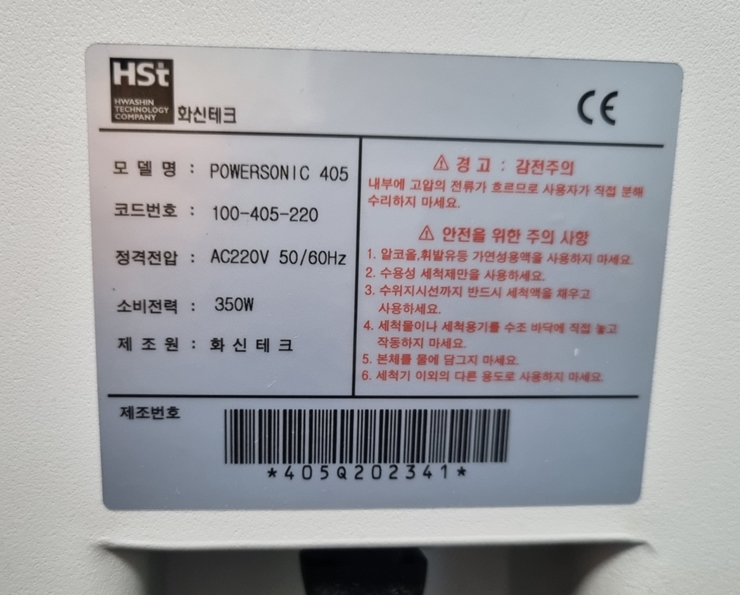 HSt
HWASHIN
TECHNOLOGY
COMPANY
화신테크
CE
모 델 명 : POWERSONIC 405
코드번호 : 100-405-220
정격전압 : AC220V 50/60Hz
소비전력 : 350W
제 조 원 : 화 신 테 크
⚠ 경 고 : 감전주의
내부에 고압의 전류가 흐르므로 사용자가 직접 분해
수리하지 마세요.
⚠ 안전을 위한 주의 사항
1. 알코올,휘발유등 가연성용액을 사용하지 마세요.
2. 수용성 세척제만을 사용하세요.
3. 수위지시선까지 반드시 세척액을 채우고
사용하세요.
4. 세척물이나 세척용기를 수조 바닥에 직접 놓고
작동하지 마세요.
5. 본체를 물에 담그지 마세요.
6. 세척기 이외의 다른 용도로 사용하지 마세요.
제조번호
*405Q202341*